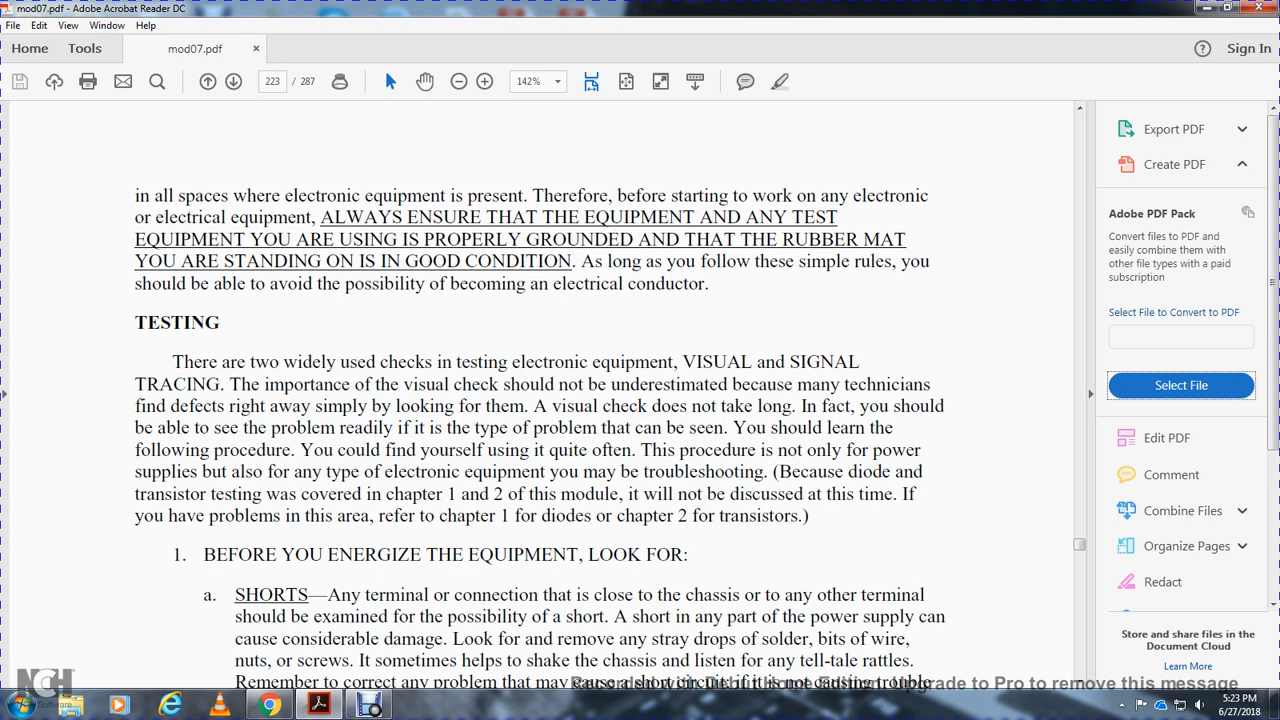 mod07.pdf - Adobe Acrobat Reader DC
File Edit View Window Help
Home Tools mod07.pdf × Sign In
223 / 287 142%
in all spaces where electronic equipment is present. Therefore, before starting to work on any electronic
or electrical equipment, ALWAYS ENSURE THAT THE EQUIPMENT AND ANY TEST
EQUIPMENT YOU ARE USING IS PROPERLY GROUNDED AND THAT THE RUBBER MAT
YOU ARE STANDING ON IS IN GOOD CONDITION. As long as you follow these simple rules, you
should be able to avoid the possibility of becoming an electrical conductor.
TESTING
There are two widely used checks in testing electronic equipment, VISUAL and SIGNAL
TRACING. The importance of the visual check should not be underestimated because many technicians
find defects right away simply by looking for them. A visual check does not take long. In fact, you should
be able to see the problem readily if it is the type of problem that can be seen. You should learn the
following procedure. You could find yourself using it quite often. This procedure is not only for power
supplies but also for any type of electronic equipment you may be troubleshooting. (Because diode and
transistor testing was covered in chapter 1 and 2 of this module, it will not be discussed at this time. If
you have problems in this area, refer to chapter 1 for diodes or chapter 2 for transistors.)
1. BEFORE YOU ENERGIZE THE EQUIPMENT, LOOK FOR:
a. SHORTS—Any terminal or connection that is close to the chassis or to any other terminal
should be examined for the possibility of a short. A short in any part of the power supply can
cause considerable damage. Look for and remove any stray drops of solder, bits of wire,
nuts, or screws. It sometimes helps to shake the chassis and listen for any tell-tale rattles.
Remember to correct any problem that may cause a short circuit; if it is not causing trouble
Export PDF
Create PDF
Adobe PDF Pack
Convert files to PDF and
easily combine them with
other file types with a paid
subscription
Select File to Convert to PDF
Select File
Edit PDF
Comment
Combine Files
Organize Pages
Redact
Store and share files in the
Document Cloud
Learn More
NCH
Software
Upgrade to Pro to remove this message
5:23 PM
6/27/2018